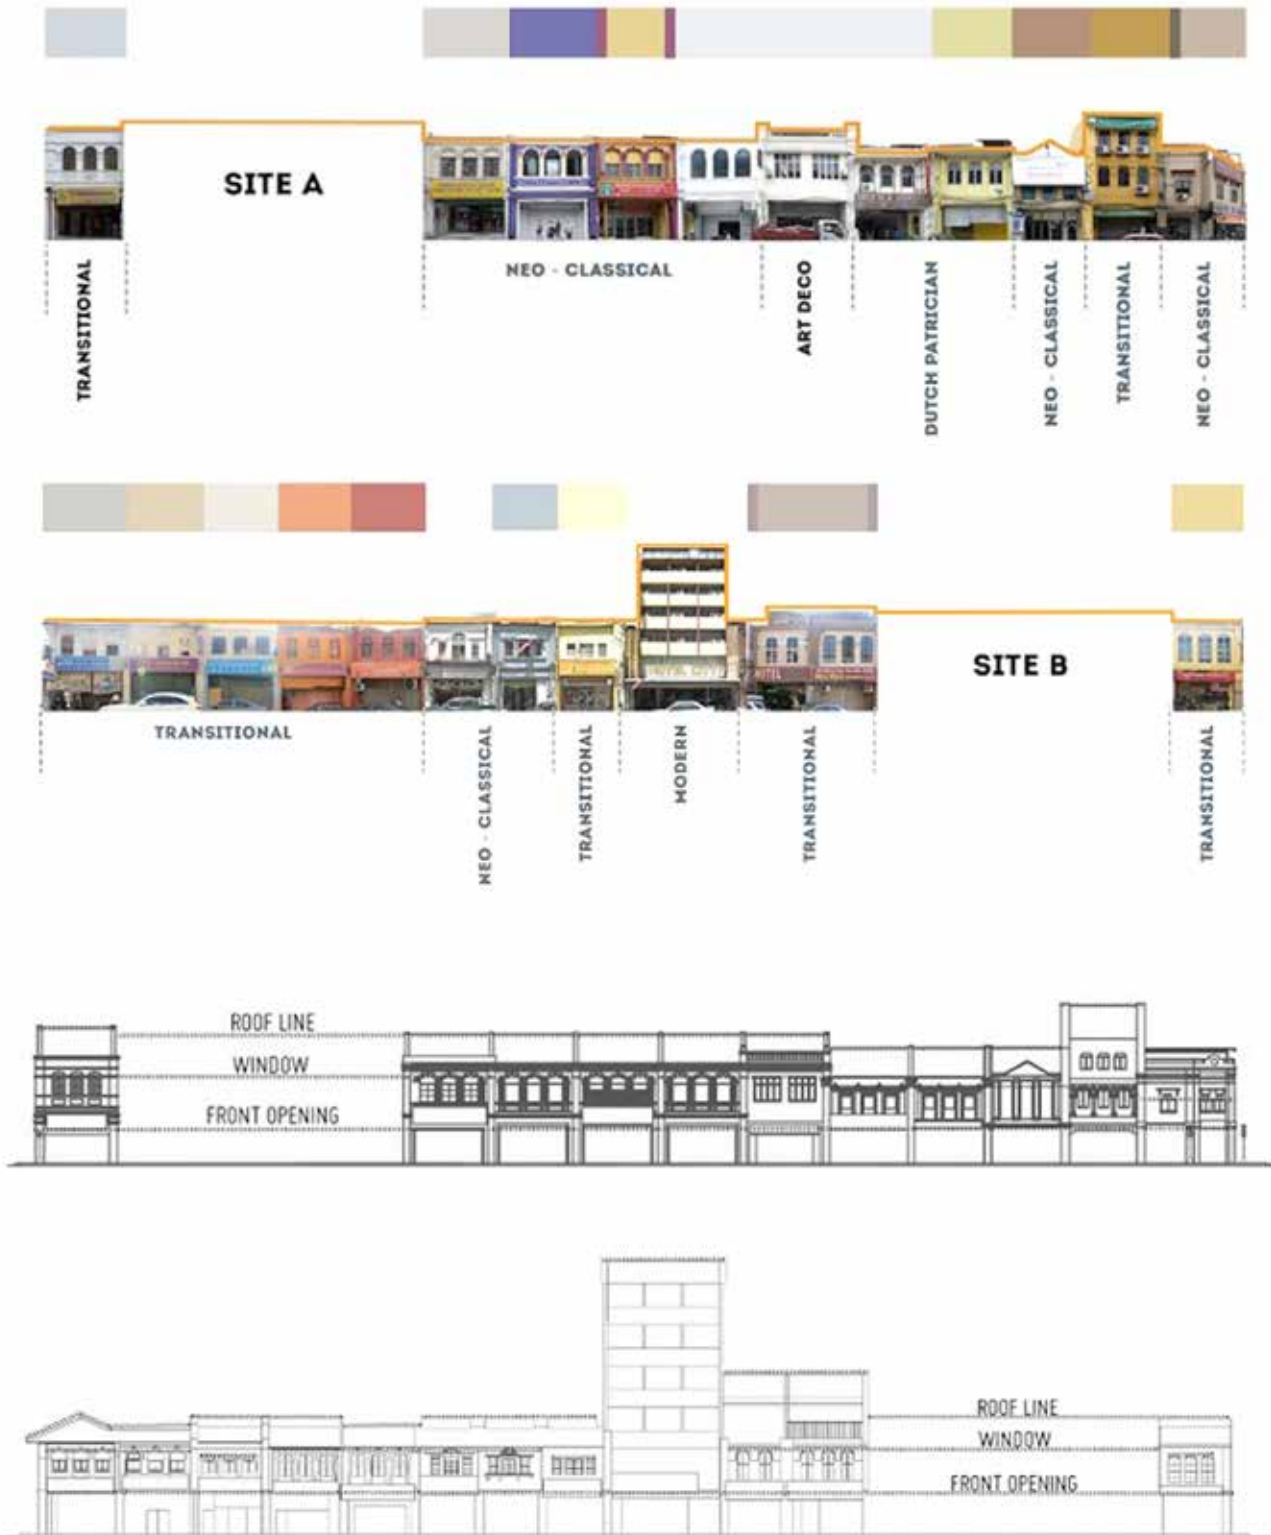 SITE A
TRANSITIONAL
NEO - CLASSICAL
ART DECO
DUTCH PATRICIAN
NEO - CLASSICAL
TRANSITIONAL
NEO - CLASSICAL
SITE B
TRANSITIONAL
NEO - CLASSICAL
TRANSITIONAL
MODERN
TRANSITIONAL
TRANSITIONAL
ROOF LINE
WINDOW
FRONT OPENING
ROOF LINE
WINDOW
FRONT OPENING